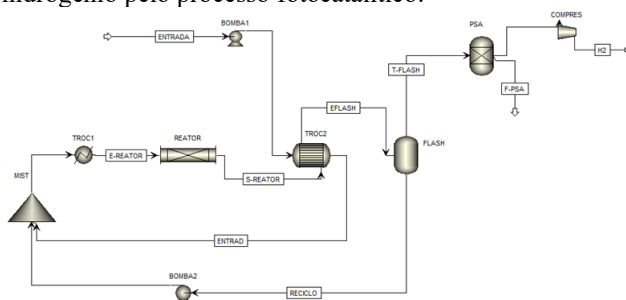 hidrogênio pelo processo fotocatalítico.
COMPRES
PSA
BOMBA1
ENTRADA
H2
T-FLASH
F-PSA
EFLASH
TROC1
REATOR
TROC2
FLASH
E-REATOR
MIST
S-REATOR
ENTRAD
BOMBA2
RECICLO